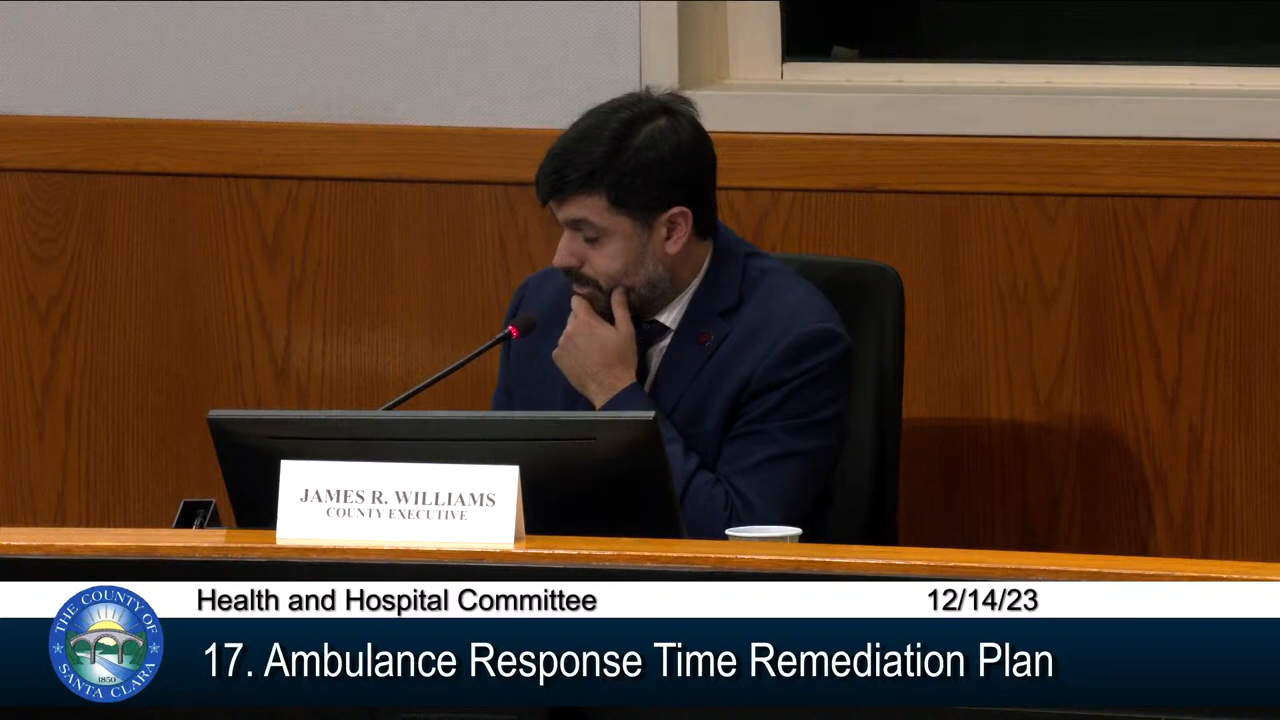 JAMES R. WILLIAMS
COUNTY EXECUTIVE
Health and Hospital Committee
12/14/23
THE COUNTY OF
SANTA CLARA
1850
17. Ambulance Response Time Remediation Plan